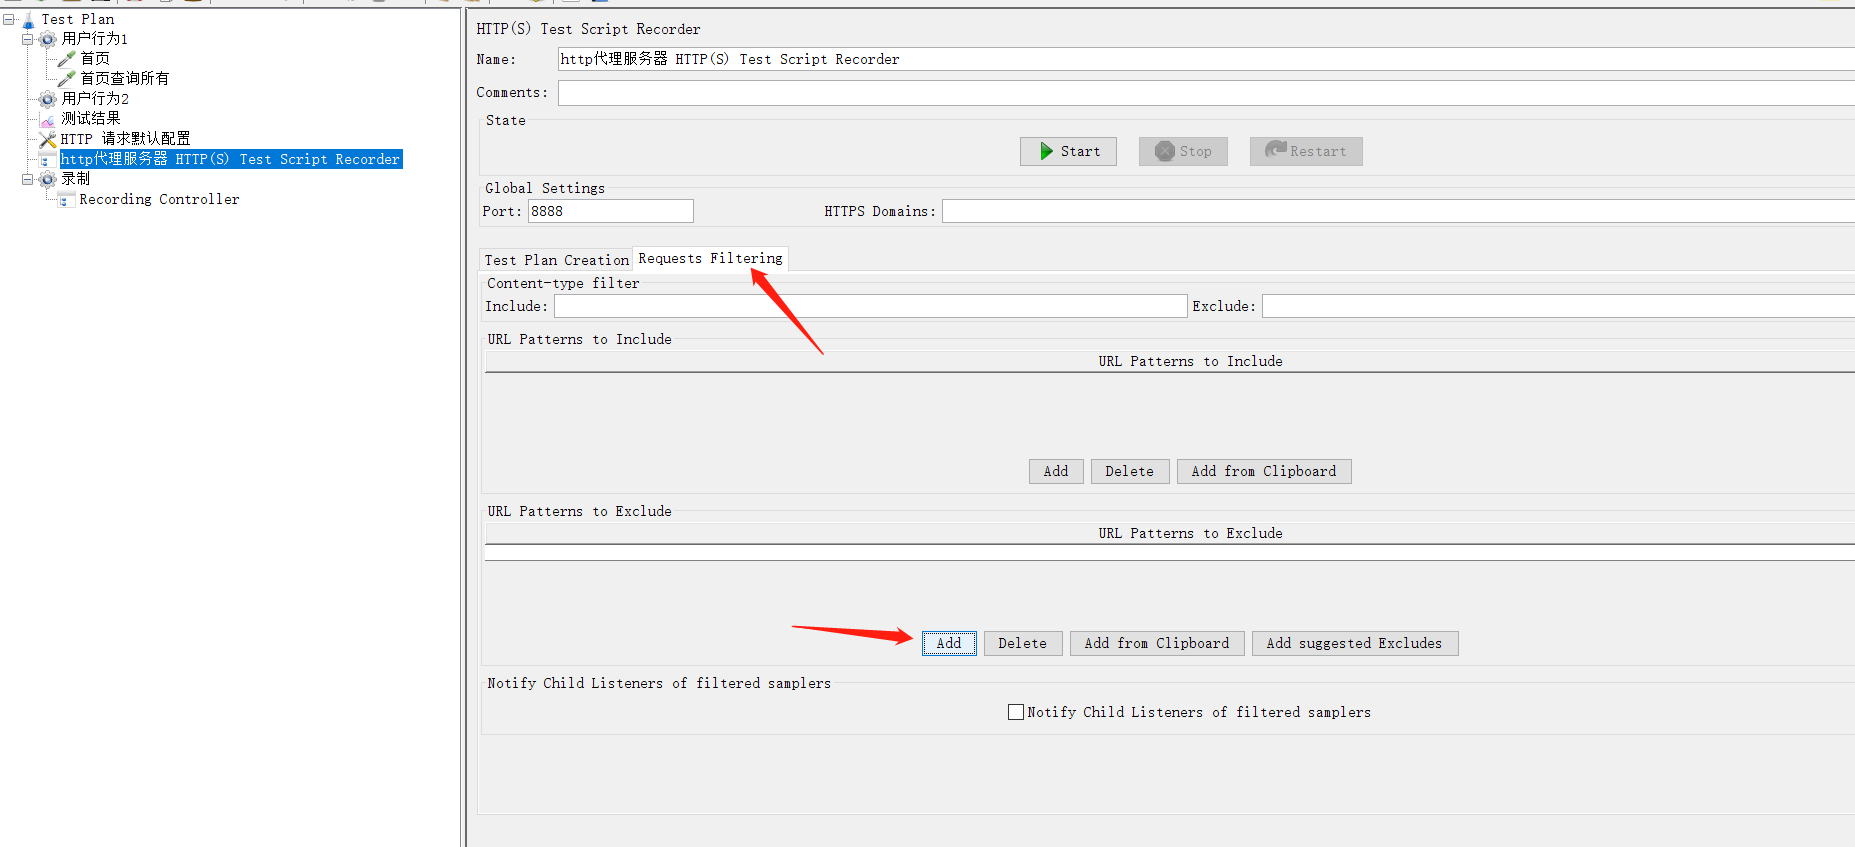 Test Plan
用户行为1
首页
首页查询所有
用户行为2
测试结果
HTTP 请求默认配置
http代理服务器 HTTP(S) Test Script Recorder
录制
Recording Controller
HTTP(S) Test Script Recorder
Name: http代理服务器 HTTP(S) Test Script Recorder
Comments:
State
Start Stop Restart
Global Settings
Port: 8888 HTTPS Domains:
Test Plan Creation Requests Filtering
Content-type filter
Include: Exclude:
URL Patterns to Include
URL Patterns to Include
Add Delete Add from Clipboard
URL Patterns to Exclude
URL Patterns to Exclude
Add Delete Add from Clipboard Add suggested Excludes
Notify Child Listeners of filtered samplers
Notify Child Listeners of filtered samplers